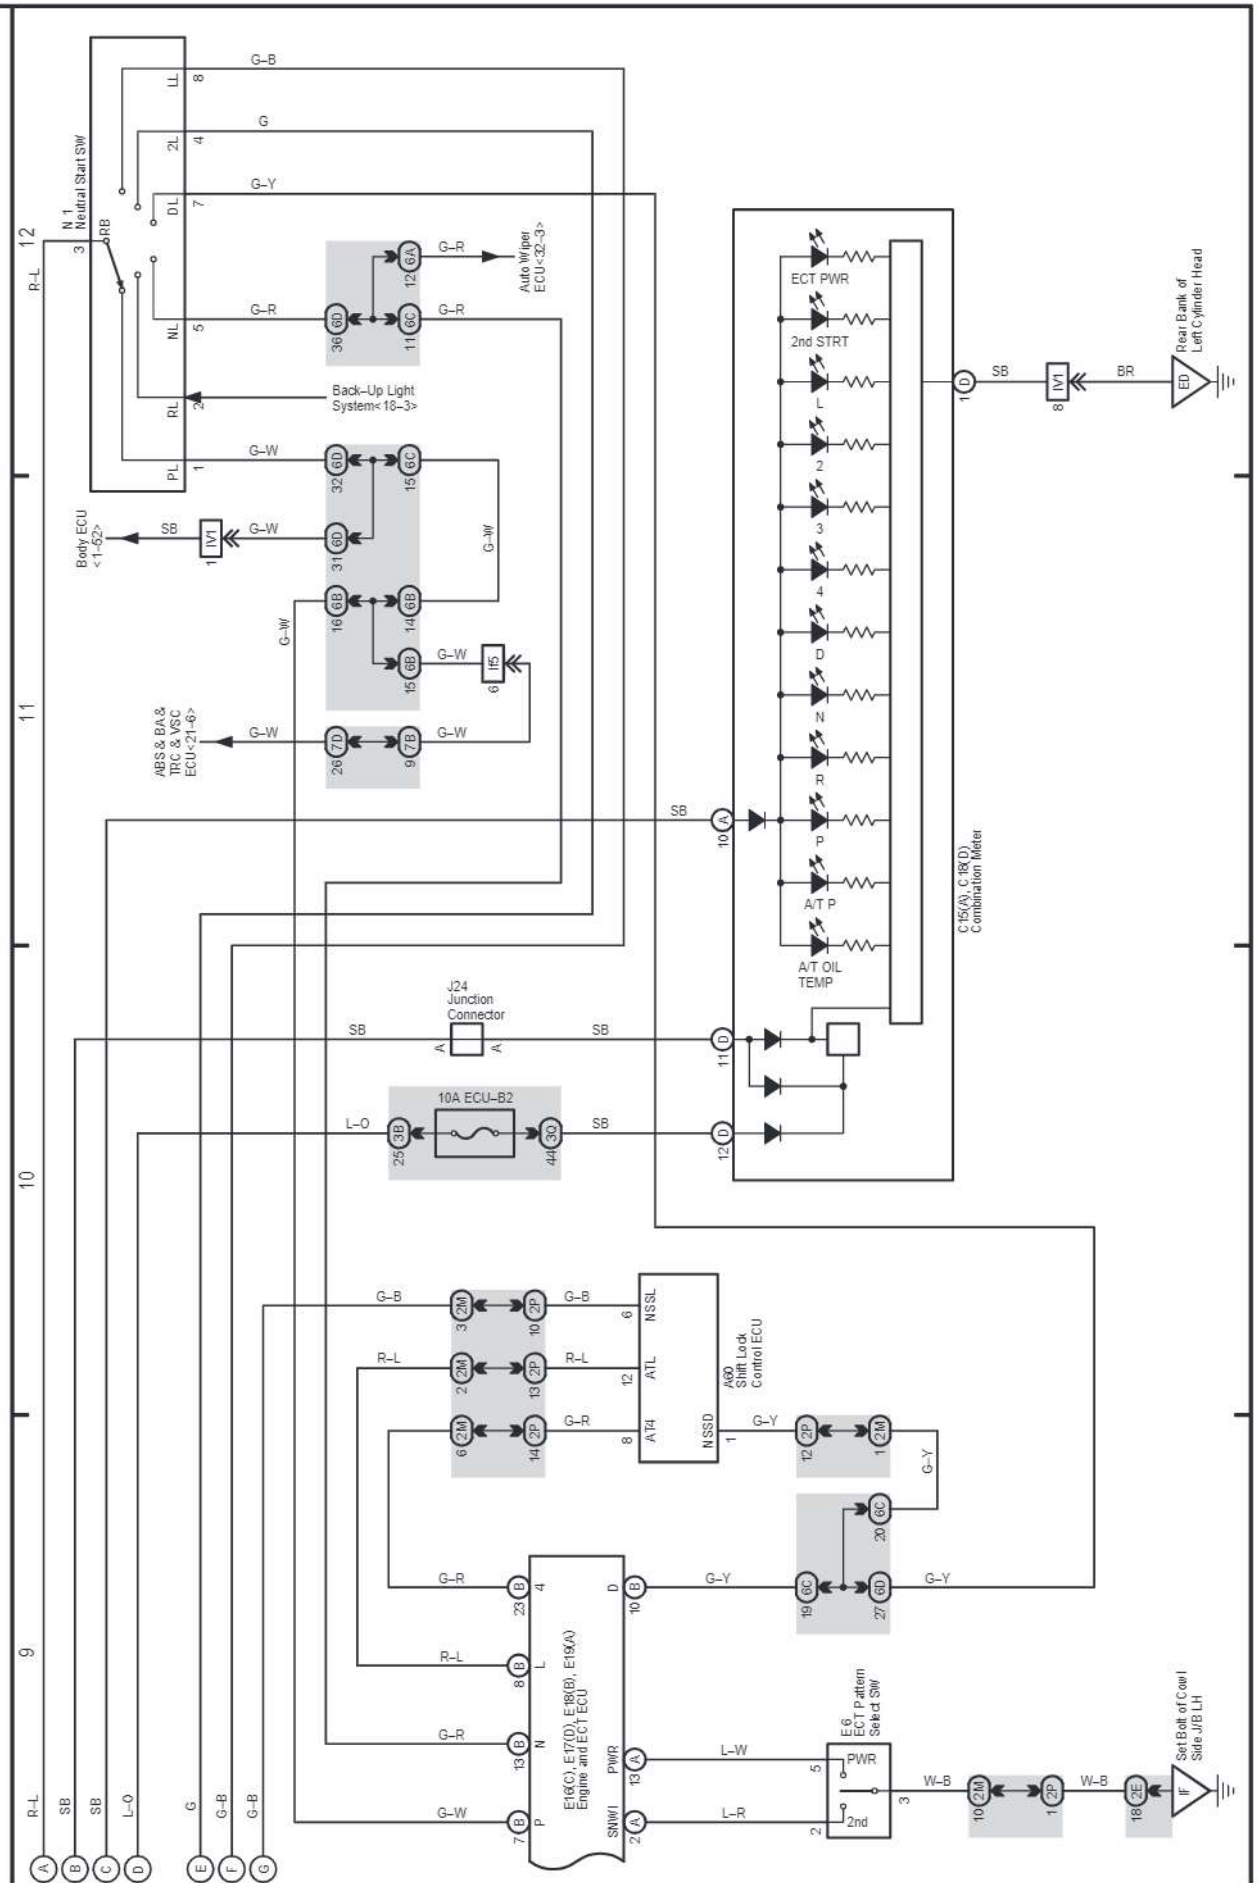 12
R–L
3
N 1
Neutral Start SW
RB
LL
8
G–B
2L
4
G
DL
7
G–Y
NL
5
G–R
36
6D
12
6A
G–R
Auto Wiper
ECU<32–3>
11
6C
G–R
RL
2
Back–Up Light
System<18–3>
PL
1
G–W
32
6D
15
6C
G–W
Body ECU
<1–52>
SB
1
IV1
G–W
31
6D
16
6B
14
6B
G–W
15
6B
G–W
6
If5
11
ABS & BA &
TRC & VSC
ECU<21–6>
G–W
26
7D
9
7B
G–W
ECT PWR
2nd STRT
L
2
3
4
D
N
R
P
A/T P
A/T OIL
TEMP
1
D
SB
8
IV1
BR
ED
Rear Bank of
Left Cylinder Head
C15(A), C18(D)
Combination Meter
SB
10
A
SB
A
J24
Junction
Connector
A
SB
11
D
L–O
25
3B
10A ECU–B2
44
3Q
SB
12
D
10
G–B
3
2M
10
2P
G–B
6
NSSL
R–L
2
2M
13
2P
R–L
12
ATL
6
2M
14
2P
G–R
8
AT4
NSSD
1
A60
Shift Lock
Control ECU
G–Y
12
2P
1
2M
G–Y
20
6C
19
6C
27
6D
G–Y
G–Y
10
B
D
9
G–R
23
B
4
R–L
8
B
L
G–R
13
B
N
G–W
7
B
P
E16(C), E17(D), E18(B), E19(A)
Engine and ECT ECU
PWR
13
A
L–W
SNWI
2
A
L–R
E 6
ECT Pattern
Select SW
5
PWR
2
2nd
3
W–B
10
2M
1
2P
W–B
18
2E
IF
Set Bolt of Cowl
Side J/B LH
R–L
SB
SB
L–O
G
G–B
G–B
A
B
C
D
E
F
G